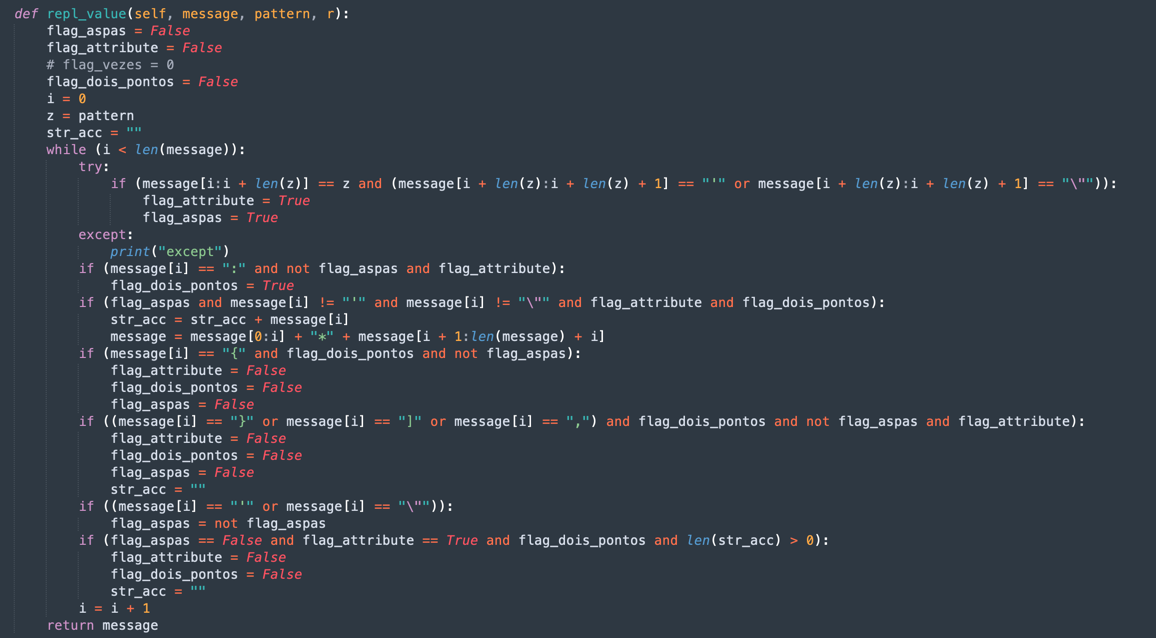 def repl_value(self, message, pattern, r):
    flag_aspas = False
    flag_attribute = False
    # flag_vezes = 0
    flag_dois_pontos = False
    i = 0
    z = pattern
    str_acc = ""
    while (i < len(message)):
        try:
            if (message[i:i + len(z)] == z and (message[i + len(z):i + len(z) + 1] == "'" or message[i + len(z):i + len(z) + 1] == "\"")):
                flag_attribute = True
                flag_aspas = True
        except:
            print("except")
        if (message[i] == ":" and not flag_aspas and flag_attribute):
            flag_dois_pontos = True
        if (flag_aspas and message[i] != "'" and message[i] != "\"" and flag_attribute and flag_dois_pontos):
            str_acc = str_acc + message[i]
            message = message[0:i] + "*" + message[i + 1:len(message) + i]
        if (message[i] == "{" and flag_dois_pontos and not flag_aspas):
            flag_attribute = False
            flag_dois_pontos = False
            flag_aspas = False
        if ((message[i] == "}" or message[i] == "]" or message[i] == ",") and flag_dois_pontos and not flag_aspas and flag_attribute):
            flag_attribute = False
            flag_dois_pontos = False
            flag_aspas = False
            str_acc = ""
        if ((message[i] == "'" or message[i] == "\"")):
            flag_aspas = not flag_aspas
        if (flag_aspas == False and flag_attribute == True and flag_dois_pontos and len(str_acc) > 0):
            flag_attribute = False
            flag_dois_pontos = False
            str_acc = ""
        i = i + 1
    return message